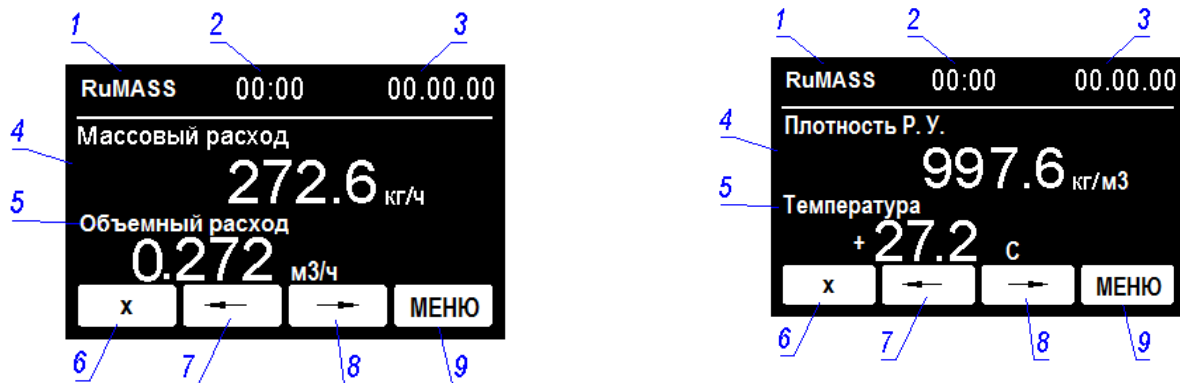 1 2 3
RuMASS 00:00 00.00.00
4
Массовый расход
272.6 кг/ч
5
Объемный расход
0.272 м3/ч
x ← → МЕНЮ
6 7 8 9
1 2 3
RuMASS 00:00 00.00.00
4
Плотность Р. У.
997.6 кг/м3
5
Температура
+27.2 С
x ← → МЕНЮ
6 7 8 9